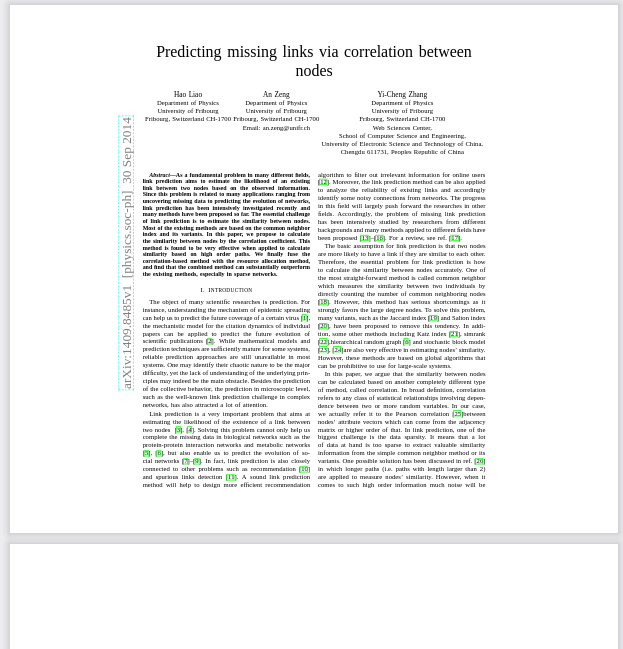 Predicting missing links via correlation between
nodes
Hao Liao
Department of Physics
University of Fribourg
Fribourg, Switzerland CH-1700
An Zeng
Department of Physics
University of Fribourg
Fribourg, Switzerland CH-1700
Email: an.zeng@unifr.ch
Yi-Cheng Zhang
Department of Physics
University of Fribourg
Fribourg, Switzerland CH-1700
Web Sciences Center,
School of Computer Science and Engineering,
University of Electronic Science and Technology of China,
Chengdu 611731, Peoples Republic of China
arXiv:1409.8485v1 [physics.soc-ph] 30 Sep 2014
Abstract—As a fundamental problem in many different fields,
link prediction aims to estimate the likelihood of an existing
link between two nodes based on the observed information.
Since this problem is related to many applications ranging from
uncovering missing data to predicting the evolution of networks,
link prediction has been intensively investigated recently and
many methods have been proposed so far. The essential challenge
of link prediction is to estimate the similarity between nodes.
Most of the existing methods are based on the common neighbor
index and its variants. In this paper, we propose to calculate
the similarity between nodes by the correlation coefficient. This
method is found to be very effective when applied to calculate
similarity based on high order paths. We finally fuse the
correlation-based method with the resource allocation method,
and find that the combined method can substantially outperform
the existing methods, especially in sparse networks.
I. INTRODUCTION
The object of many scientific researches is prediction. For
instance, understanding the mechanism of epidemic spreading
can help us to predict the future coverage of a certain virus [1],
the mechanistic model for the citation dynamics of individual
papers can be applied to predict the future evolution of
scientific publications [2]. While mathematical models and
prediction techniques are sufficiently mature for some systems,
reliable prediction approaches are still unavailable in most
systems. One may identify their chaotic nature to be the major
difficulty, yet the lack of understanding of the underlying prin-
ciples may indeed be the main obstacle. Besides the prediction
of the collective behavior, the prediction in microscopic level,
such as the well-known link prediction challenge in complex
networks, has also attracted a lot of attention.
Link prediction is a very important problem that aims at
estimating the likelihood of the existence of a link between
two nodes [3], [4]. Solving this problem cannot only help us
complete the missing data in biological networks such as the
protein-protein interaction networks and metabolic networks
[5], [6], but also enable us to predict the evolution of so-
cial networks [7]–[9]. In fact, link prediction is also closely
connected to other problems such as recommendation [10]
and spurious links detection [11]. A sound link prediction
method will help to design more efficient recommendation
algorithm to filter out irrelevant information for online users
[12]. Moreover, the link prediction method can be also applied
to analyze the reliability of existing links and accordingly
identify some noisy connections from networks. The progress
in this field will largely push forward the researches in other
fields. Accordingly, the problem of missing link prediction
has been intensively studied by researchers from different
backgrounds and many methods applied to different fields have
been proposed [13]–[16]. For a review, see ref. [17].
The basic assumption for link prediction is that two nodes
are more likely to have a link if they are similar to each other.
Therefore, the essential problem for link prediction is how
to calculate the similarity between nodes accurately. One of
the most straight-forward method is called common neighbor
which measures the similarity between two individuals by
directly counting the number of common neighboring nodes
[18]. However, this method has serious shortcomings as it
strongly favors the large degree nodes. To solve this problem,
many variants, such as the Jaccard index [19] and Salton index
[20], have been proposed to remove this tendency. In addi-
tion, some other methods including Katz index [21], simrank
[22],hierarchical random graph [6] and stochastic block model
[23], [24]are also very effective in estimating nodes' similarity.
However, these methods are based on global algorithms that
can be prohibitive to use for large-scale systems.
In this paper, we argue that the similarity between nodes
can be calculated based on another completely different type
of method, called correlation. In broad definition, correlation
refers to any class of statistical relationships involving depen-
dence between two or more random variables. In our case,
we actually refer it to the Pearson correlation [25]between
nodes' attribute vectors which can come from the adjacency
matrix or higher order of that. In link prediction, one of the
biggest challenge is the data sparsity. It means that a lot
of data at hand is too sparse to extract valuable similarity
information from the simple common neighbor method or its
variants. One possible solution has been discussed in ref. [26]
in which longer paths (i.e. paths with length larger than 2)
are applied to measure nodes' similarity. However, when it
comes to such high order information much noise will be